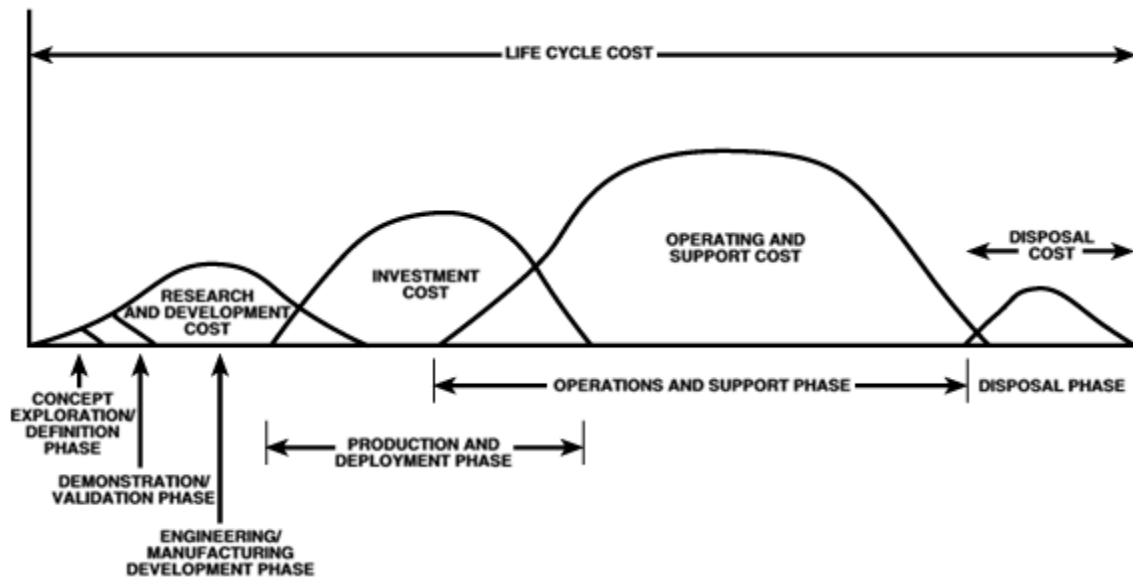 LIFE CYCLE COST
RESEARCH
AND DEVELOPMENT
COST
INVESTMENT
COST
OPERATING AND
SUPPORT COST
DISPOSAL
COST
CONCEPT
EXPLORATION/
DEFINITION
PHASE
DEMONSTRATION/
VALIDATION PHASE
ENGINEERING/
MANUFACTURING
DEVELOPMENT PHASE
PRODUCTION AND
DEPLOYMENT PHASE
OPERATIONS AND SUPPORT PHASE
DISPOSAL PHASE